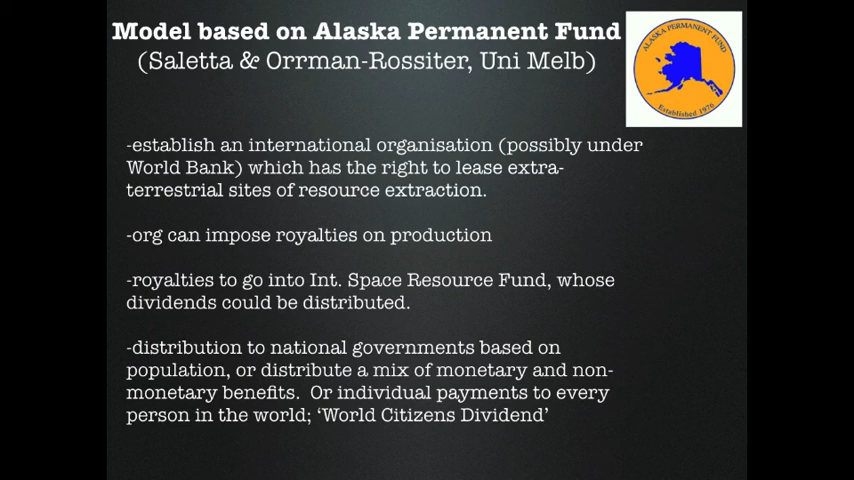 Model based on Alaska Permanent Fund
(Saletta & Orrman-Rossiter, Uni Melb)
ALASKA PERMANENT FUND
Established 1976
-establish an international organisation (possibly under
World Bank) which has the right to lease extra-
terrestrial sites of resource extraction.
-org can impose royalties on production
-royalties to go into Int. Space Resource Fund, whose
dividends could be distributed.
-distribution to national governments based on
population, or distribute a mix of monetary and non-
monetary benefits.  Or individual payments to every
person in the world; ‘World Citizens Dividend’